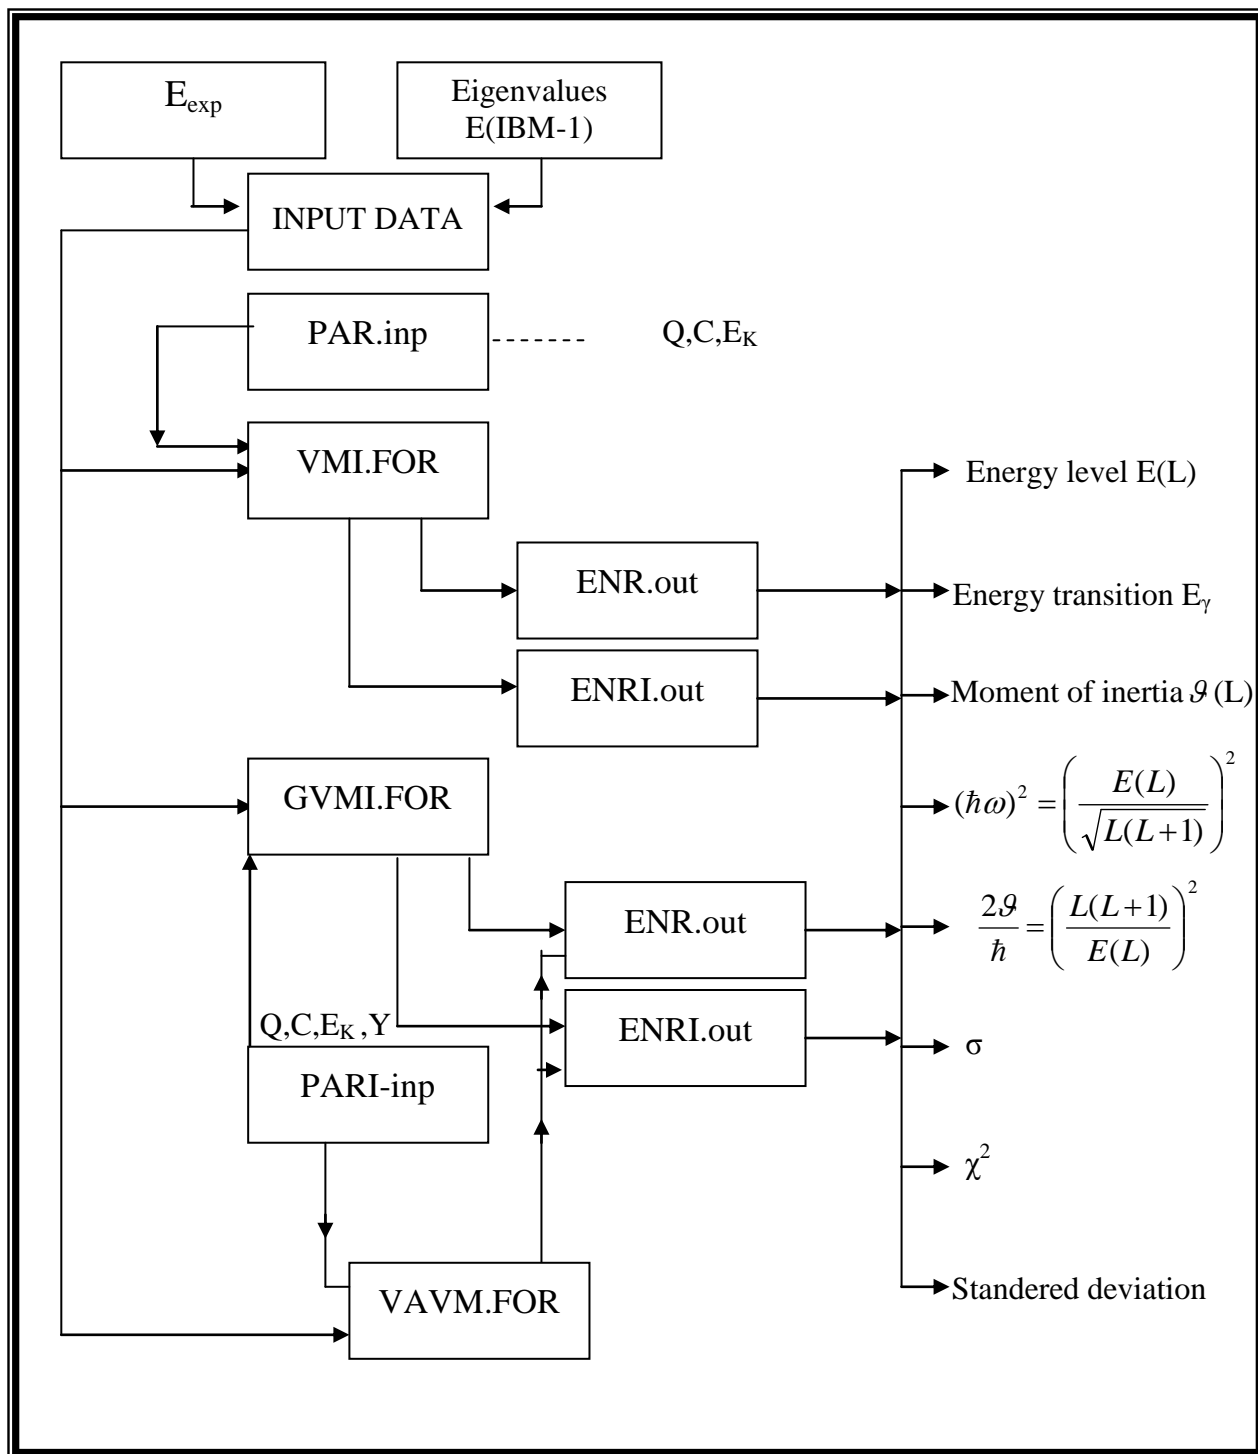 E_exp
Eigenvalues
E(IBM-1)
INPUT DATA
PAR.inp
Q,C,E_K
VMI.FOR
Energy level E(L)
ENR.out
Energy transition E_γ
ENRI.out
Moment of inertia ϑ (L)
GVMI.FOR
(ħω)² = (E(L) / √L(L+1))²
ENR.out
2ϑ/ħ = (L(L+1) / E(L))²
Q,C,E_K ,Y
ENRI.out
σ
PARI-inp
χ²
VAVM.FOR
Standered deviation